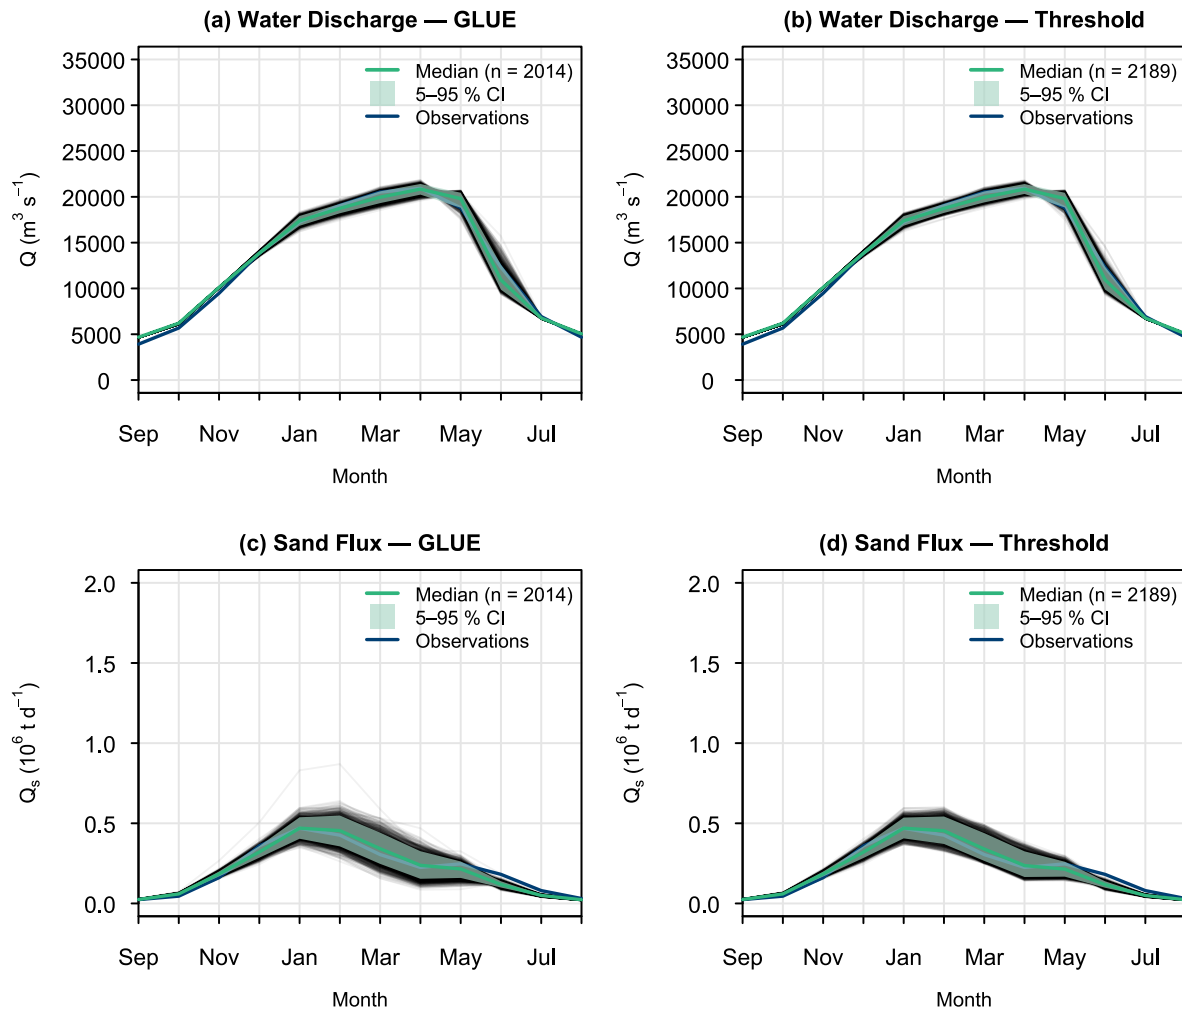 (a) Water Discharge — GLUE
35000
30000
25000
20000
15000
10000
5000
0
Q (m³ s⁻¹)
Median (n = 2014)
5–95 % CI
Observations
Sep Nov Jan Mar May Jul
Month
(b) Water Discharge — Threshold
35000
30000
25000
20000
15000
10000
5000
0
Q (m³ s⁻¹)
Median (n = 2189)
5–95 % CI
Observations
Sep Nov Jan Mar May Jul
Month
(c) Sand Flux — GLUE
2.0
1.5
1.0
0.5
0.0
Qₛ (10⁶ t d⁻¹)
Median (n = 2014)
5–95 % CI
Observations
Sep Nov Jan Mar May Jul
Month
(d) Sand Flux — Threshold
2.0
1.5
1.0
0.5
0.0
Qₛ (10⁶ t d⁻¹)
Median (n = 2189)
5–95 % CI
Observations
Sep Nov Jan Mar May Jul
Month